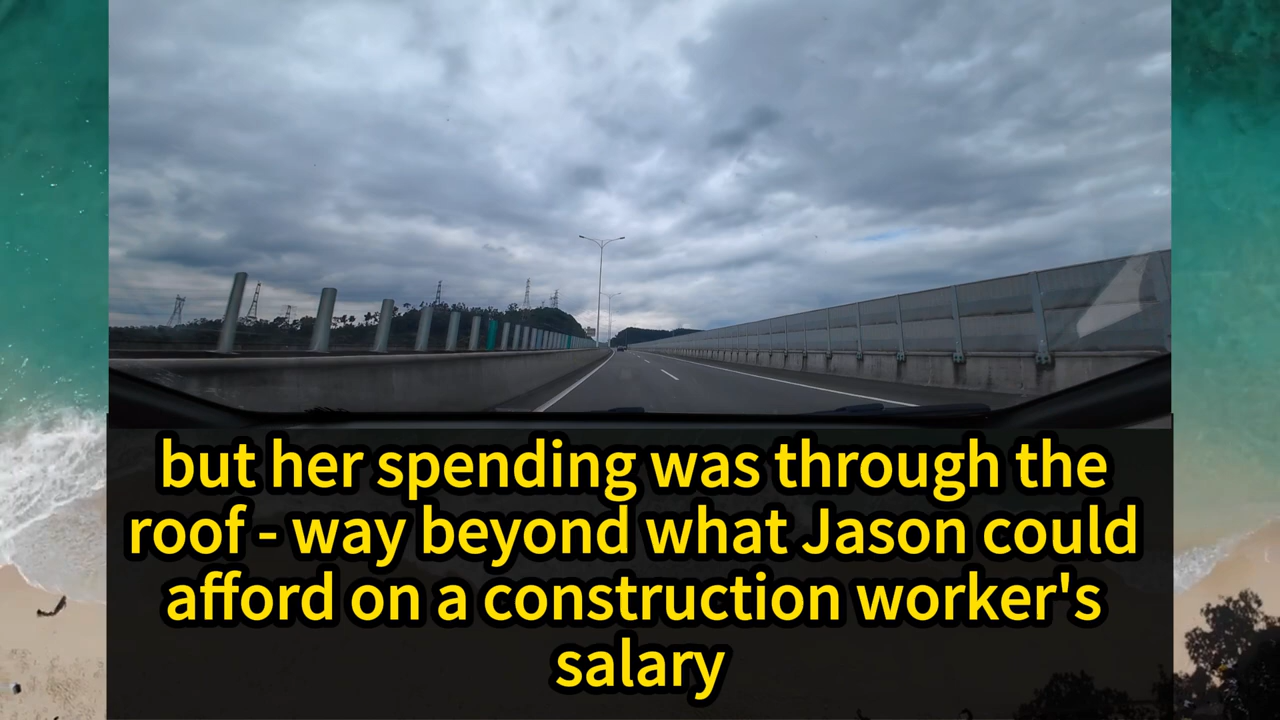 but her spending was through the
roof - way beyond what Jason could
afford on a construction worker's
salary